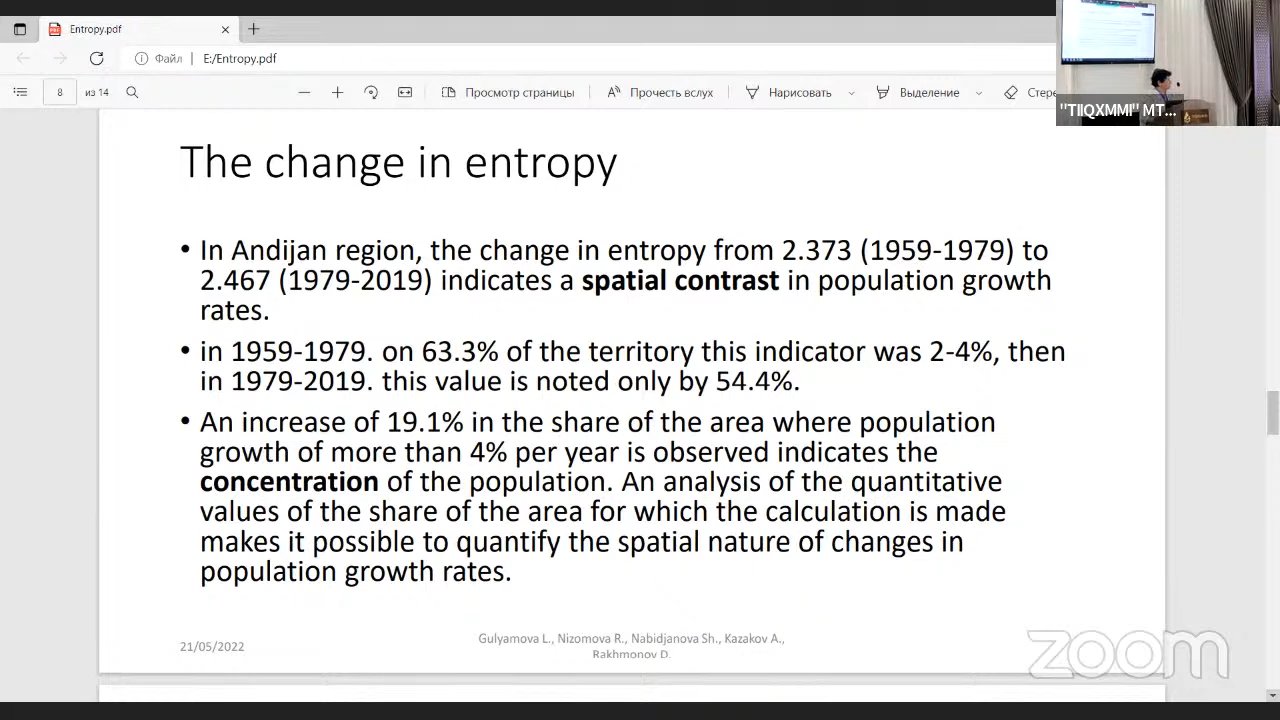 Entropy.pdf
Файл
E:/Entropy.pdf
8
из 14
Просмотр страницы
Прочесть вслух
Нарисовать
Выделение
Стере
"TIIQXMMI" MT...
The change in entropy
• In Andijan region, the change in entropy from 2.373 (1959-1979) to
2.467 (1979-2019) indicates a spatial contrast in population growth
rates.
• in 1959-1979. on 63.3% of the territory this indicator was 2-4%, then
in 1979-2019. this value is noted only by 54.4%.
• An increase of 19.1% in the share of the area where population
growth of more than 4% per year is observed indicates the
concentration of the population. An analysis of the quantitative
values of the share of the area for which the calculation is made
makes it possible to quantify the spatial nature of changes in
population growth rates.
21/05/2022
Gulyamova L., Nizomova R., Nabidjanova Sh., Kazakov A.,
Rakhmonov D.
zoom